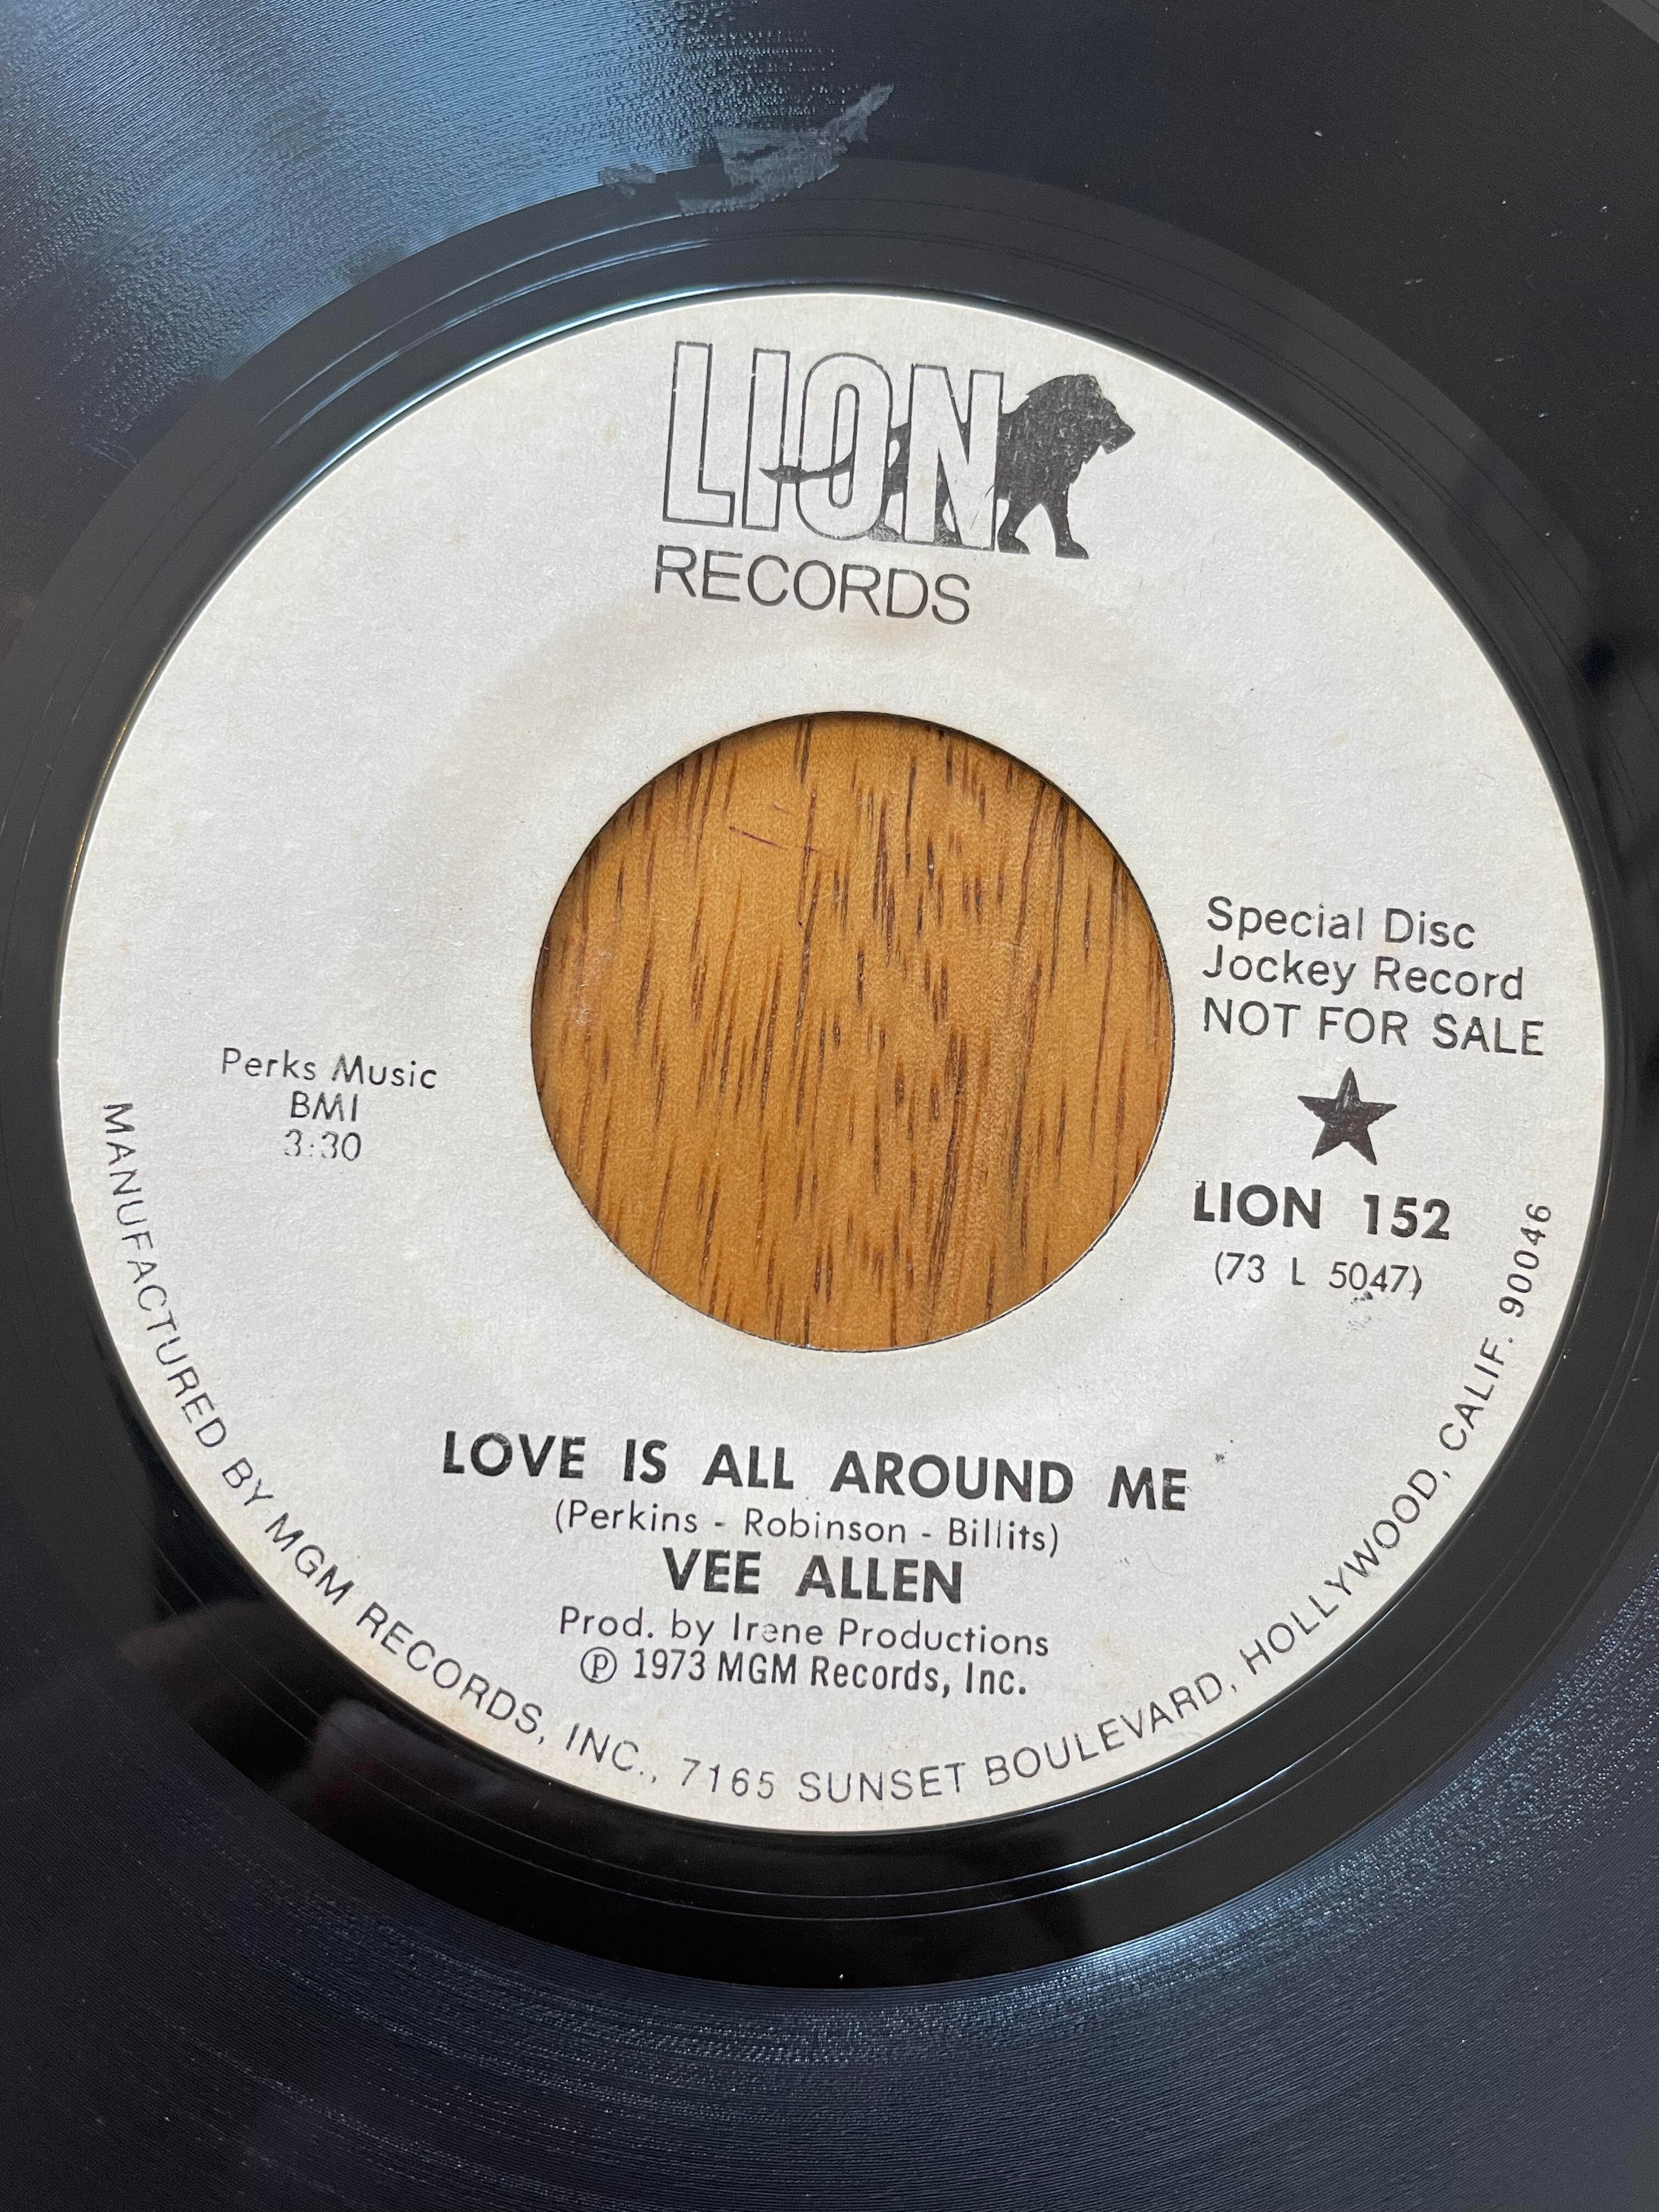 LION
RECORDS
Special Disc
Jockey Record
NOT FOR SALE
★
LION 152
(73 L 5047)
Perks Music
BMI
3:30
LOVE IS ALL AROUND ME
(Perkins - Robinson - Billits)
VEE ALLEN
Prod. by Irene Productions
Ⓟ 1973 MGM Records, Inc.
MANUFACTURED BY MGM RECORDS, INC., 7165 SUNSET BOULEVARD, HOLLYWOOD, CALIF. 90046